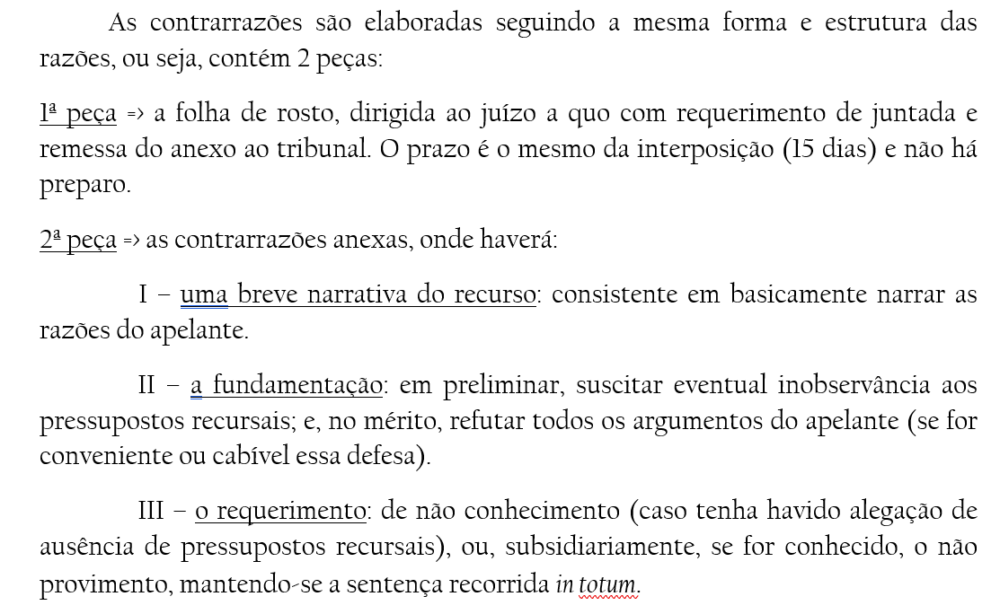 As contrarrazões são elaboradas seguindo a mesma forma e estrutura das
razões, ou seja, contém 2 peças:
1ª peça => a folha de rosto, dirigida ao juízo a quo com requerimento de juntada e
remessa do anexo ao tribunal. O prazo é o mesmo da interposição (15 dias) e não há
preparo.
2ª peça => as contrarrazões anexas, onde haverá:
I – uma breve narrativa do recurso: consistente em basicamente narrar as
razões do apelante.
II – a fundamentação: em preliminar, suscitar eventual inobservância aos
pressupostos recursais; e, no mérito, refutar todos os argumentos do apelante (se for
conveniente ou cabível essa defesa).
III – o requerimento: de não conhecimento (caso tenha havido alegação de
ausência de pressupostos recursais), ou, subsidiariamente, se for conhecido, o não
provimento, mantendo-se a sentença recorrida in totum.